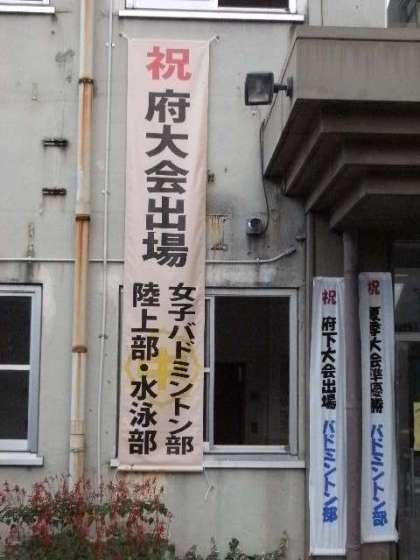 祝
府大会出場
女子バドミントン部
陸上部・水泳部
祝
夏季大会準優勝
バドミントン部
祝
府下大会出場
バドミントン部